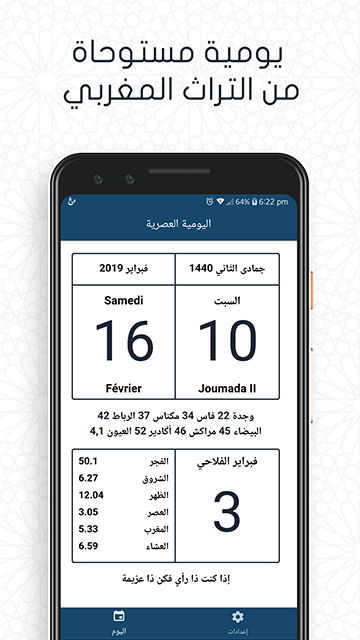 يومية مستوحاة
من التراث المغربي
64% 6:22 pm
اليومية العصرية
جمادى الثاني 1440
فبراير 2019
السبت
Samedi
10
16
Joumada II
Février
وجدة 22 فاس 34 مكناس 37 الرباط 42
البيضاء 45 مراكش 46 أكادير 52 العيون 4,1
فبراير الفلاحي
3
الفجر 50.1
الشروق 6.27
الظهر 12.04
العصر 3.05
المغرب 5.33
العشاء 6.59
إذا كنت ذا رأي فكن ذا عزيمة
إعدادات
اليوم